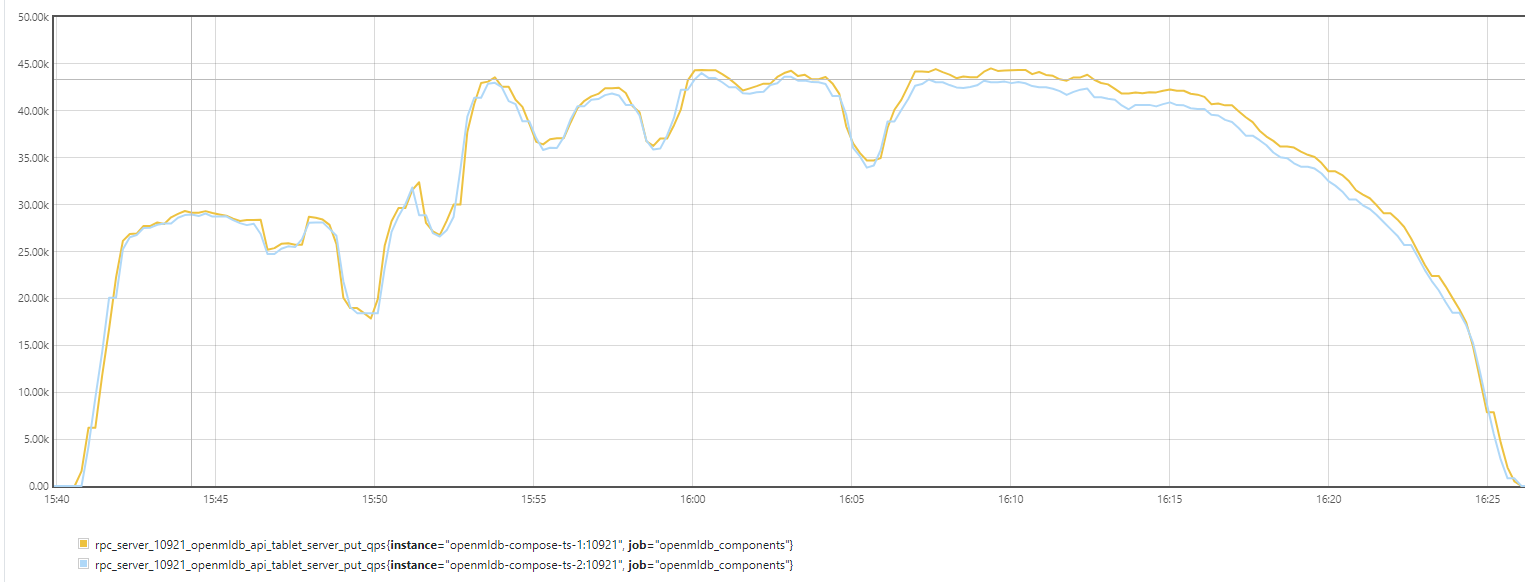 50.00k
45.00k
40.00k
35.00k
30.00k
25.00k
20.00k
15.00k
10.00k
5.00k
0.00
15:40 15:45 15:50 15:55 16:00 16:05 16:10 16:15 16:20 16:25
rpc_server_10921_openmldb_api_tablet_server_put_qps{instance="openmldb-compose-ts-1:10921", job="openmldb_components"}
rpc_server_10921_openmldb_api_tablet_server_put_qps{instance="openmldb-compose-ts-2:10921", job="openmldb_components"}